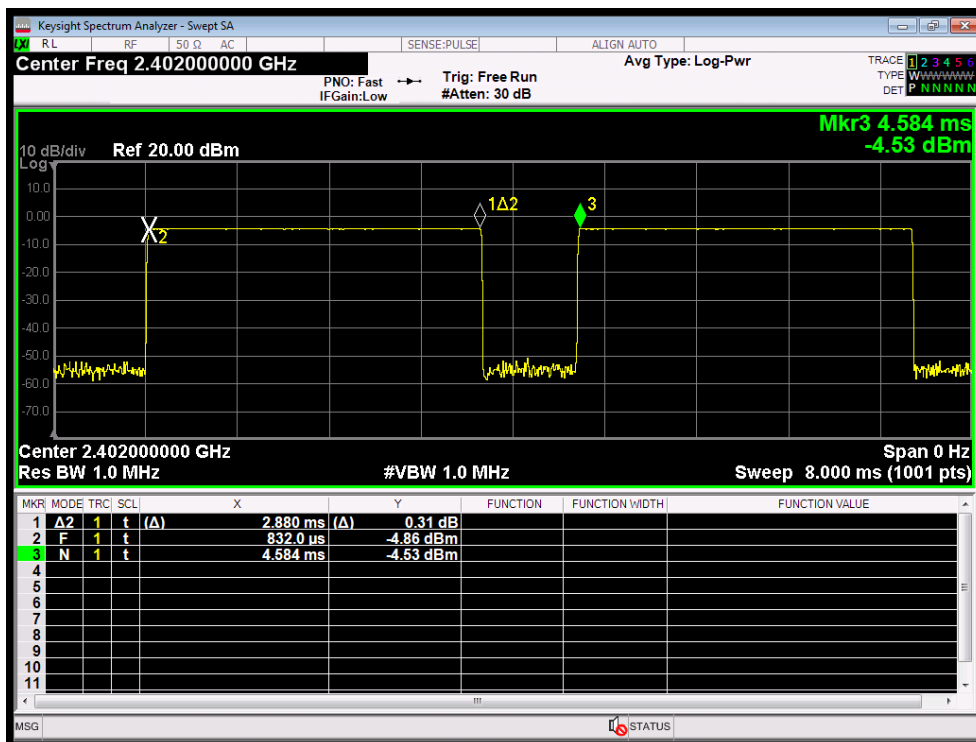 Keysight Spectrum Analyzer - Swept SA
LXI RL RF 50 Ω AC SENSE:PULSE ALIGN AUTO
Center Freq 2.402000000 GHz
PNO: Fast
IFGain:Low
Trig: Free Run
#Atten: 30 dB
Avg Type: Log-Pwr
TRACE 1 2 3 4 5 6
TYPE WWWWWW
DET P N N N N N
Mkr3 4.584 ms
-4.53 dBm
10 dB/div Ref 20.00 dBm
Log
10.0
0.00
-10.0
-20.0
-30.0
-40.0
-50.0
-60.0
-70.0
X2
1Δ2
3
Center 2.402000000 GHz Span 0 Hz
Res BW 1.0 MHz #VBW 1.0 MHz Sweep 8.000 ms (1001 pts)
MKR MODE TRC SCL X Y FUNCTION FUNCTION WIDTH FUNCTION VALUE
1 Δ2 1 t (Δ) 2.880 ms (Δ) 0.31 dB
2 F 1 t 832.0 µs -4.86 dBm
3 N 1 t 4.584 ms -4.53 dBm
4
5
6
7
8
9
10
11
MSG STATUS